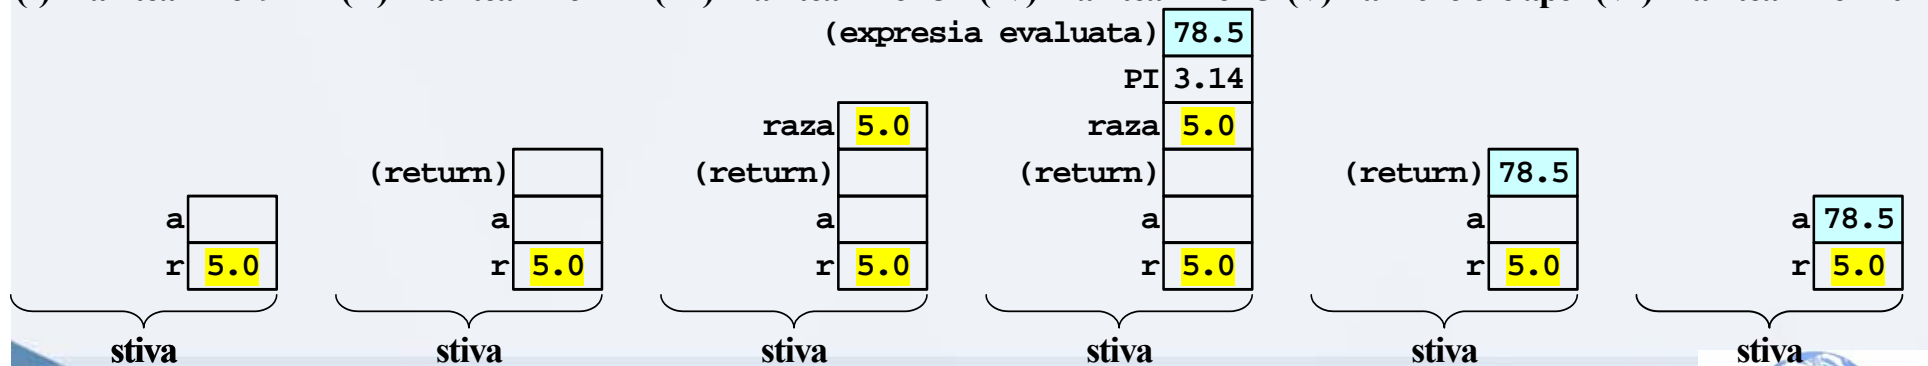 (expresia evaluata) 78.5
PI 3.14
raza 5.0 raza 5.0
(return) (return) (return) (return) 78.5
a a a a a a 78.5
r 5.0 r 5.0 r 5.0 r 5.0 r 5.0 r 5.0
stiva stiva stiva stiva stiva stiva